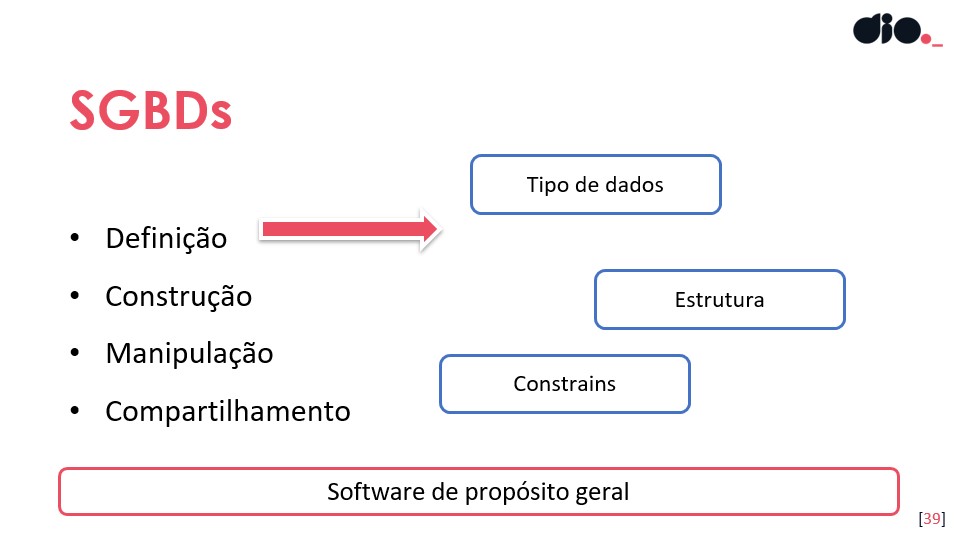 dio._
SGBDs
• Definição
• Construção
• Manipulação
• Compartilhamento
Tipo de dados
Estrutura
Constrains
Software de propósito geral
[39]